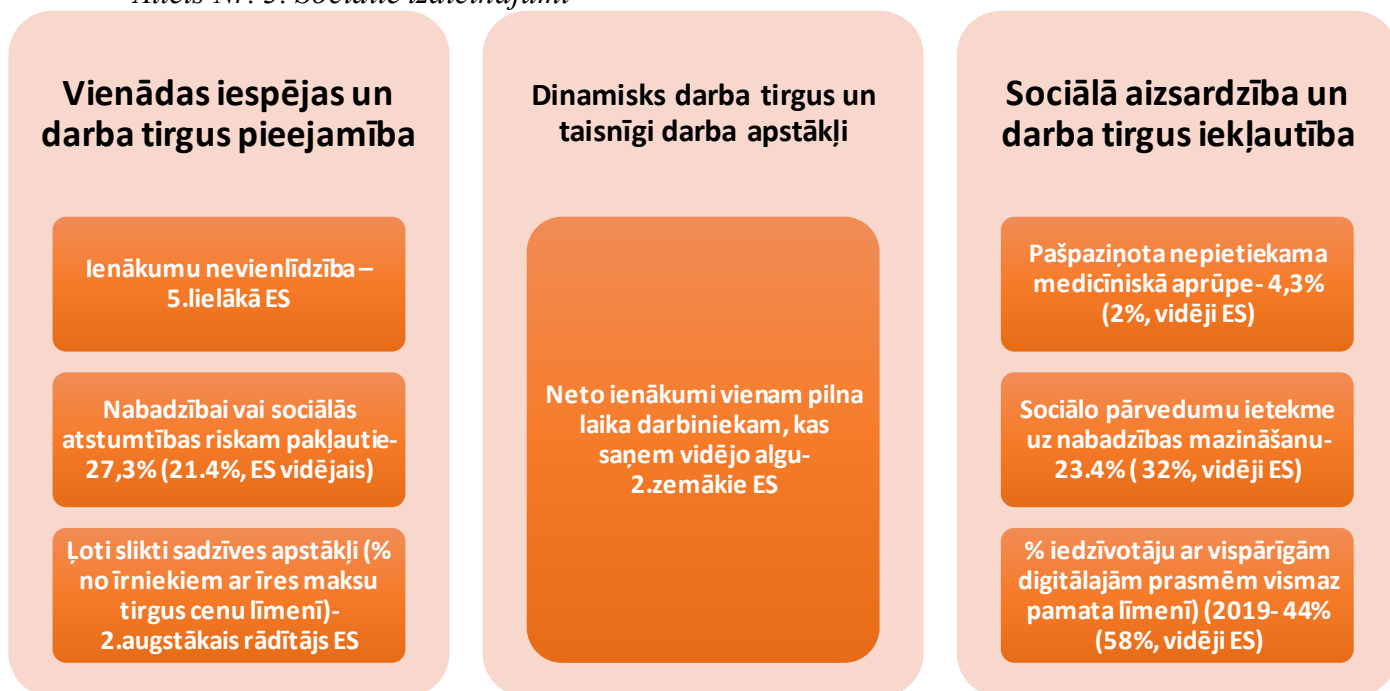 Attēls Nr. 3. Sociālie izaicinājumi
Vienādas iespējas un
darba tirgus pieejamība
Ienākumu nevienlīdzība –
5.lielākā ES
Nabadzībai vai sociālās
atstumtības riskam pakļautie-
27,3% (21.4%, ES vidējais)
Ļoti slikti sadzīves apstākļi (%
no īrniekiem ar īres maksu
tirgus cenu līmenī)-
2.augstākais rādītājs ES
Dinamisks darba tirgus un
taisnīgi darba apstākļi
Neto ienākumi vienam pilna
laika darbiniekam, kas
saņem vidējo algu-
2.zemākie ES
Sociālā aizsardzība un
darba tirgus iekļautība
Pašpaziņota nepietiekama
medicīniskā aprūpe- 4,3%
(2%, vidēji ES)
Sociālo pārvedumu ietekme
uz nabadzības mazināšanu-
23.4% ( 32%, vidēji ES)
% iedzīvotāju ar vispārīgām
digitālajām prasmēm vismaz
pamata līmenī) (2019- 44%
(58%, vidēji ES)